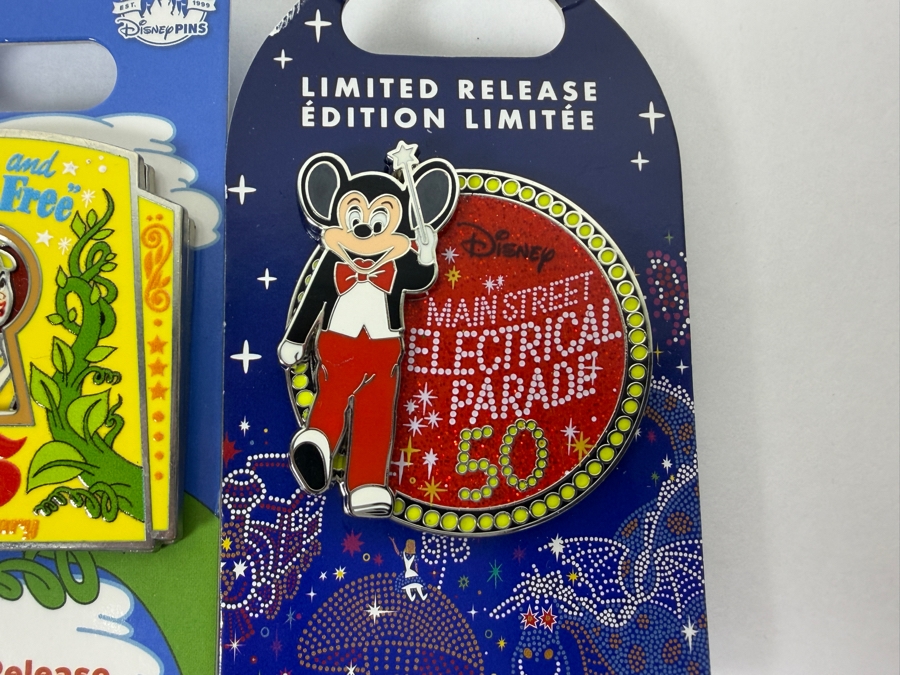 EST. 1999
Disney PINS
and
Free"
Release
LIMITED RELEASE
ÉDITION LIMITÉE
Disney
MAIN STREET
ELECTRICAL
PARADE
50